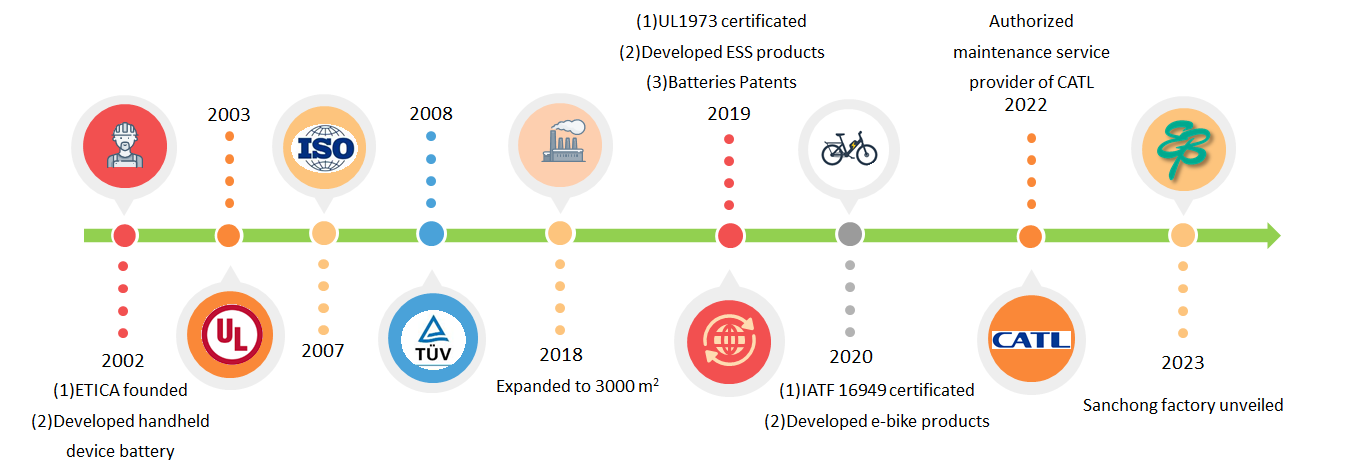 (1)UL1973 certificated
(2)Developed ESS products
(3)Batteries Patents
2019
Authorized
maintenance service
provider of CATL
2022
2003
2008
ISO
UL
TÜV
CATL
2002
(1)ETICA founded
(2)Developed handheld
device battery
2007
2018
Expanded to 3000 m²
2020
(1)IATF 16949 certificated
(2)Developed e-bike products
2023
Sanchong factory unveiled